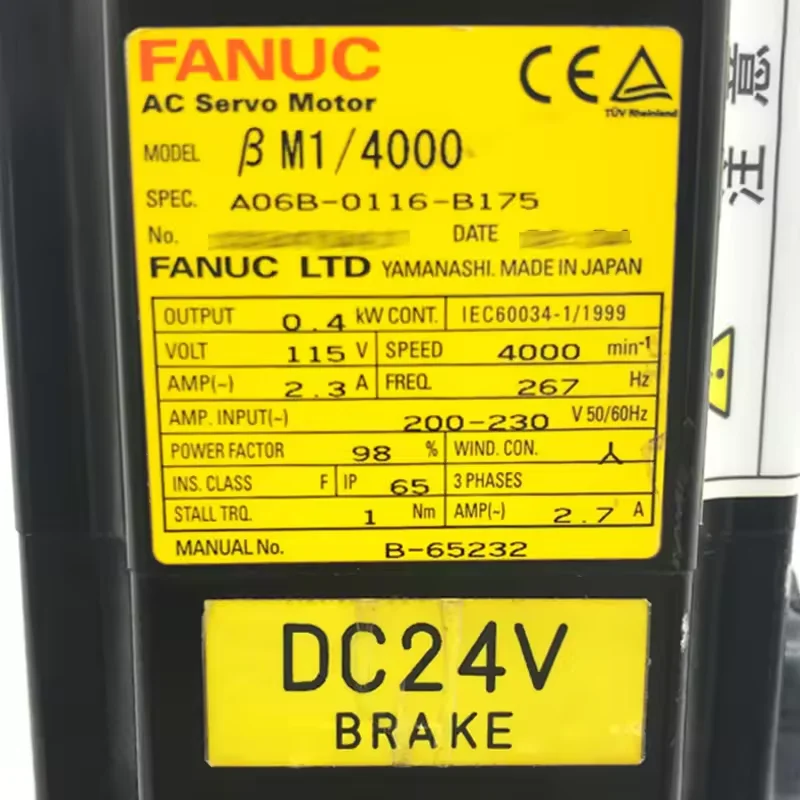 FANUC
CE
TÜV Rheinland
AC Servo Motor
MODEL β M1/4000
SPEC. A06B-0116-B175
No. DATE
FANUC LTD YAMANASHI. MADE IN JAPAN
OUTPUT 0.4 kW CONT. IEC60034-1/1999
VOLT 115 V SPEED 4000 min⁻¹
AMP(~) 2.3 A FREQ. 267 Hz
AMP. INPUT(~) 200-230 V 50/60Hz
POWER FACTOR 98 % WIND. CON.
INS. CLASS F IP 65 3 PHASES
STALL TRQ. 1 Nm AMP(~) 2.7 A
MANUAL No. B-65232
DC24V
BRAKE
注意